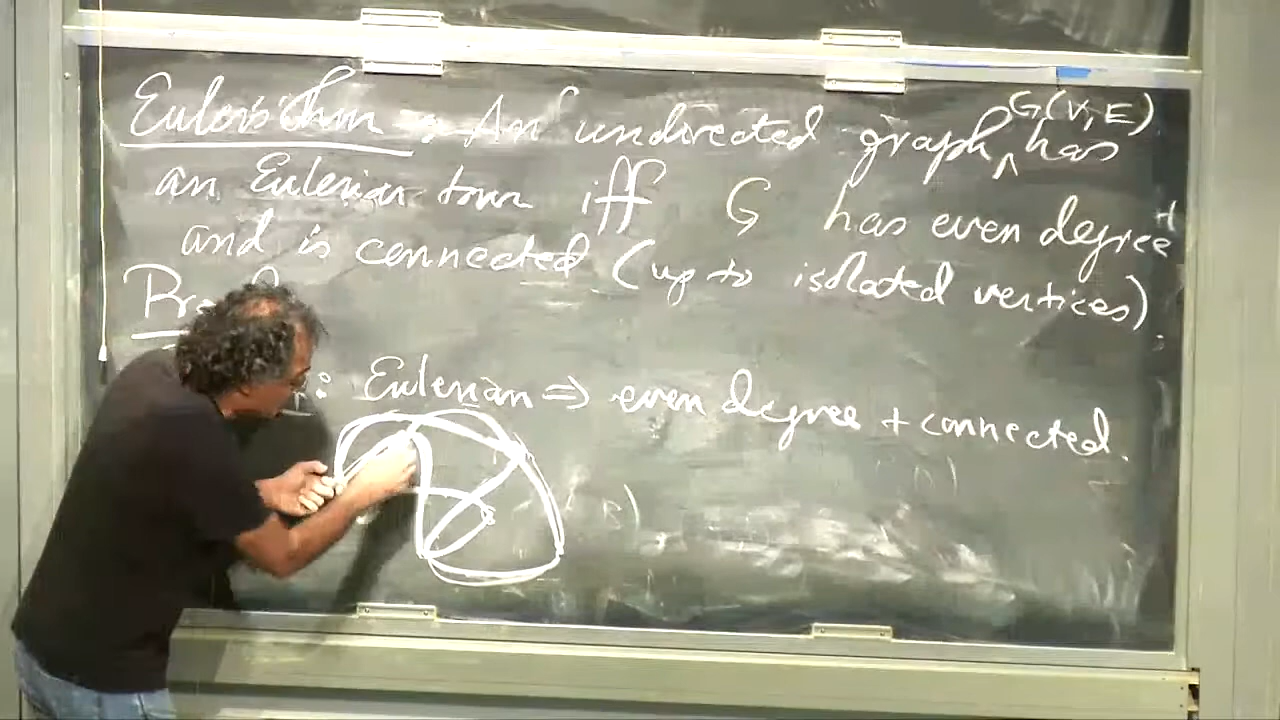 Euler's thm : An undirected graph G(V, E) has
an Eulerian tour iff G has even degree
and is connected (up to isolated vertices).
: Eulerian ⇒ even degree + connected.